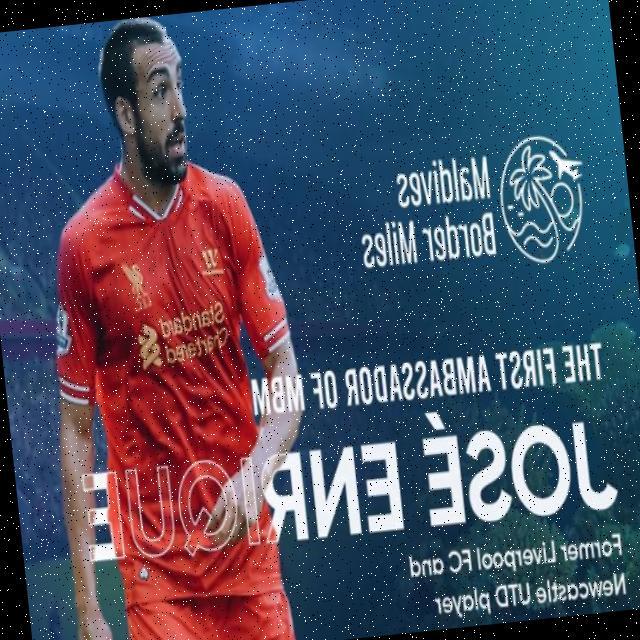 Maldives
Border Miles
Standard
Chartered
THE FIRST AMBASSADOR OF MBM
JOSÉ ENRIQUE
Former Liverpool FC and
Newcastle UTD player